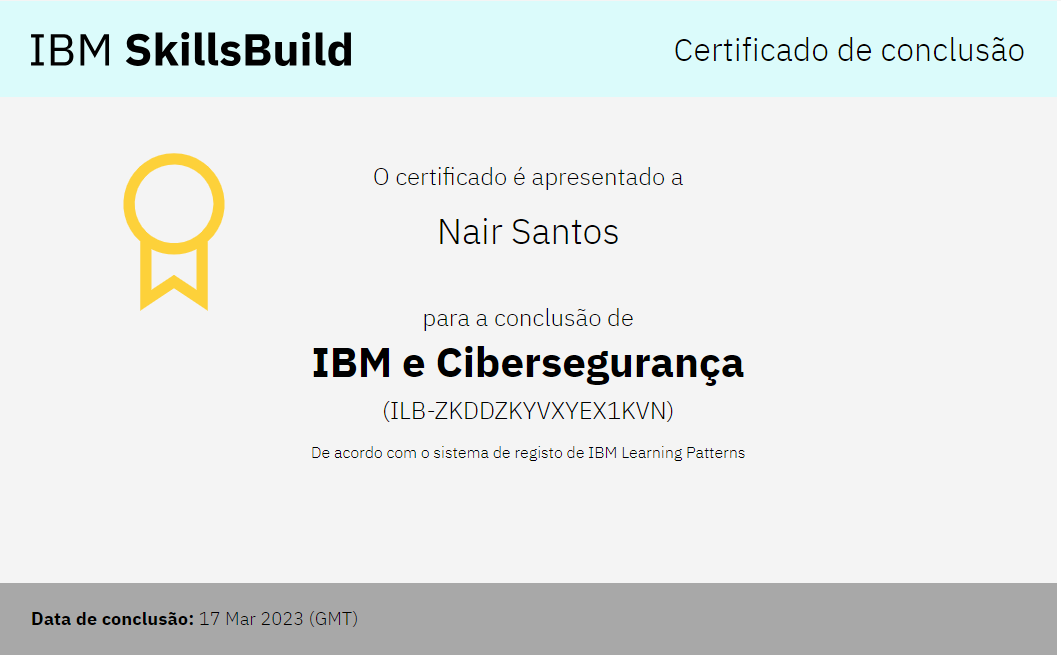 IBM SkillsBuild
Certificado de conclusão
O certificado é apresentado a
Nair Santos
para a conclusão de
IBM e Cibersegurança
(ILB-ZKDDZKYVXYEX1KVN)
De acordo com o sistema de registo de IBM Learning Patterns
Data de conclusão: 17 Mar 2023 (GMT)